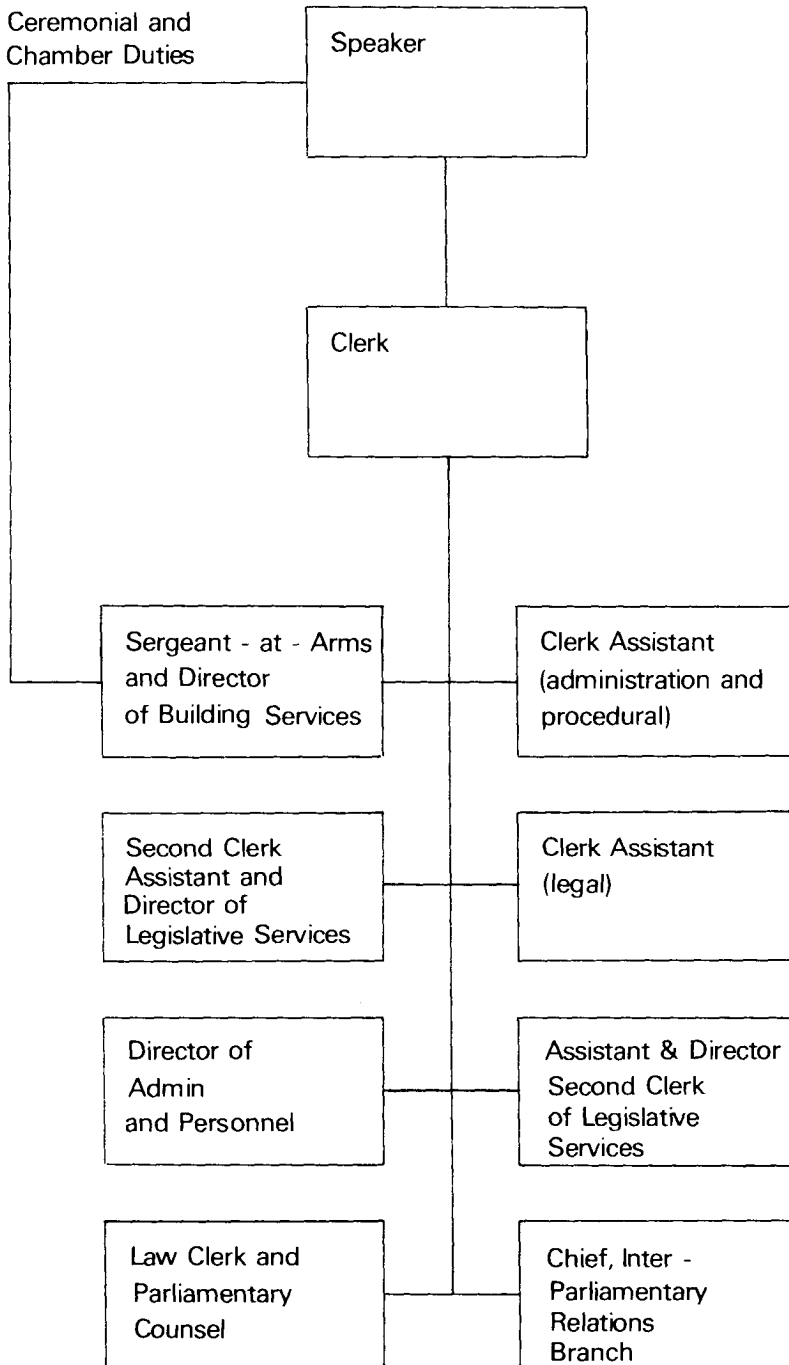 Ceremonial and
Chamber Duties
Speaker
Clerk
Sergeant - at - Arms
and Director
of Building Services
Clerk Assistant
(administration and
procedural)
Second Clerk
Assistant and
Director of
Legislative Services
Clerk Assistant
(legal)
Director of
Admin
and Personnel
Assistant & Director
Second Clerk
of Legislative
Services
Law Clerk and
Parliamentary
Counsel
Chief, Inter -
Parliamentary
Relations
Branch